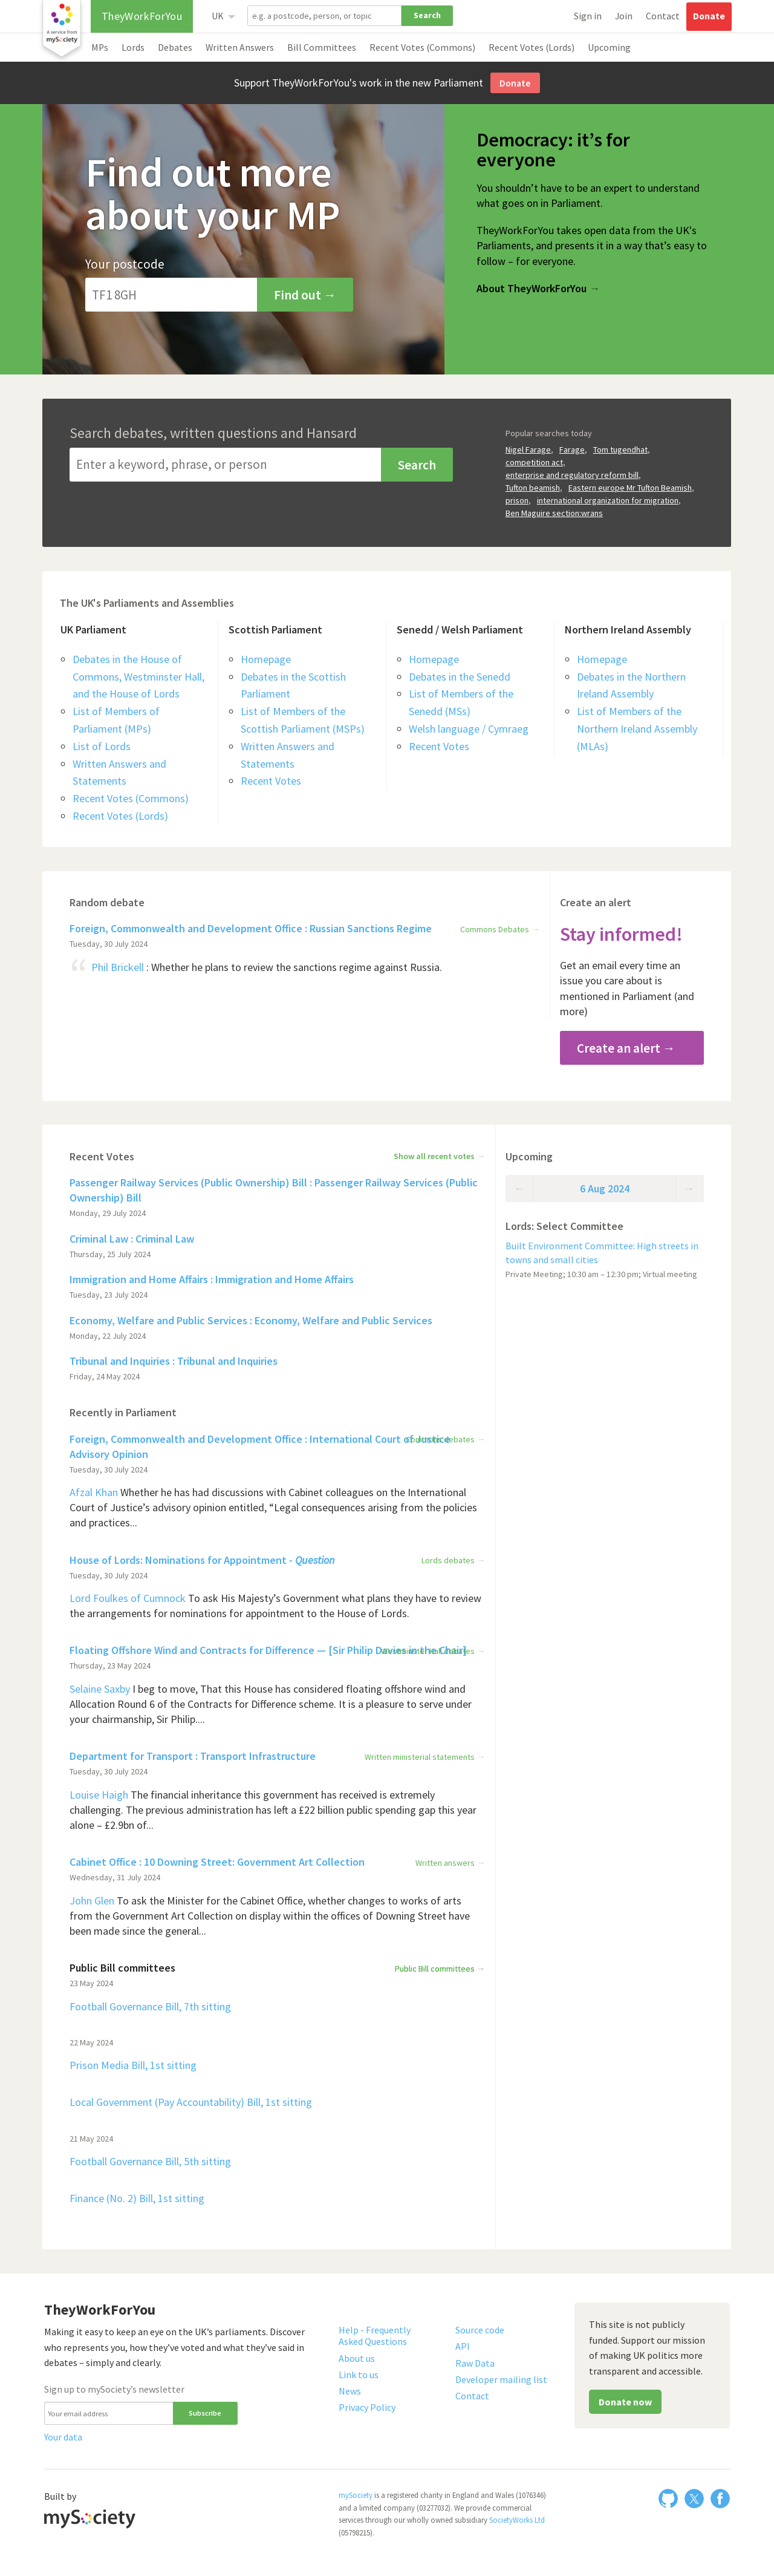 A service from
mySociety
TheyWorkForYou
UK
e.g. a postcode, person, or topic
Search
Sign in
Join
Contact
Donate
MPs
Lords
Debates
Written Answers
Bill Committees
Recent Votes (Commons)
Recent Votes (Lords)
Upcoming
Support TheyWorkForYou's work in the new Parliament
Donate
Find out more
about your MP
Your postcode
TF1 8GH
Find out →
Democracy: it’s for
everyone
You shouldn’t have to be an expert to understand
what goes on in Parliament.
TheyWorkForYou takes open data from the UK’s
Parliaments, and presents it in a way that’s easy to
follow – for everyone.
About TheyWorkForYou →
Search debates, written questions and Hansard
Enter a keyword, phrase, or person
Search
Popular searches today
Nigel Farage, Farage, Tom tugendhat,
competition act,
enterprise and regulatory reform bill,
Tufton beamish, Eastern europe Mr Tufton Beamish,
prison, international organization for migration,
Ben Maguire section:wrans
The UK's Parliaments and Assemblies
UK Parliament
Debates in the House of
Commons, Westminster Hall,
and the House of Lords
List of Members of
Parliament (MPs)
List of Lords
Written Answers and
Statements
Recent Votes (Commons)
Recent Votes (Lords)
Scottish Parliament
Homepage
Debates in the Scottish
Parliament
List of Members of the
Scottish Parliament (MSPs)
Written Answers and
Statements
Recent Votes
Senedd / Welsh Parliament
Homepage
Debates in the Senedd
List of Members of the
Senedd (MSs)
Welsh language / Cymraeg
Recent Votes
Northern Ireland Assembly
Homepage
Debates in the Northern
Ireland Assembly
List of Members of the
Northern Ireland Assembly
(MLAs)
Random debate
Foreign, Commonwealth and Development Office : Russian Sanctions Regime
Commons Debates →
Tuesday, 30 July 2024
“ Phil Brickell : Whether he plans to review the sanctions regime against Russia.
Create an alert
Stay informed!
Get an email every time an
issue you care about is
mentioned in Parliament (and
more)
Create an alert →
Recent Votes
Show all recent votes →
Passenger Railway Services (Public Ownership) Bill : Passenger Railway Services (Public
Ownership) Bill
Monday, 29 July 2024
Criminal Law : Criminal Law
Thursday, 25 July 2024
Immigration and Home Affairs : Immigration and Home Affairs
Tuesday, 23 July 2024
Economy, Welfare and Public Services : Economy, Welfare and Public Services
Monday, 22 July 2024
Tribunal and Inquiries : Tribunal and Inquiries
Friday, 24 May 2024
Upcoming
← 6 Aug 2024 →
Lords: Select Committee
Built Environment Committee: High streets in
towns and small cities
Private Meeting; 10:30 am – 12:30 pm; Virtual meeting
Recently in Parliament
Foreign, Commonwealth and Development Office : International Court of Justice
debates →
Advisory Opinion
Tuesday, 30 July 2024
Afzal Khan Whether he has had discussions with Cabinet colleagues on the International
Court of Justice’s advisory opinion entitled, “Legal consequences arising from the policies
and practices...
House of Lords: Nominations for Appointment - Question
Lords debates →
Tuesday, 30 July 2024
Lord Foulkes of Cumnock To ask His Majesty’s Government what plans they have to review
the arrangements for nominations for appointment to the House of Lords.
Floating Offshore Wind and Contracts for Difference — [Sir Philip Davies in the Chair]
→
Thursday, 23 May 2024
Selaine Saxby I beg to move, That this House has considered floating offshore wind and
Allocation Round 6 of the Contracts for Difference scheme. It is a pleasure to serve under
your chairmanship, Sir Philip....
Department for Transport : Transport Infrastructure
Written ministerial statements →
Tuesday, 30 July 2024
Louise Haigh The financial inheritance this government has received is extremely
challenging. The previous administration has left a £22 billion public spending gap this year
alone – £2.9bn of...
Cabinet Office : 10 Downing Street: Government Art Collection
Written answers →
Wednesday, 31 July 2024
John Glen To ask the Minister for the Cabinet Office, whether changes to works of arts
from the Government Art Collection on display within the offices of Downing Street have
been made since the general...
Public Bill committees
Public Bill committees →
23 May 2024
Football Governance Bill, 7th sitting
22 May 2024
Prison Media Bill, 1st sitting
Local Government (Pay Accountability) Bill, 1st sitting
21 May 2024
Football Governance Bill, 5th sitting
Finance (No. 2) Bill, 1st sitting
TheyWorkForYou
Making it easy to keep an eye on the UK’s parliaments. Discover
who represents you, how they’ve voted and what they’ve said in
debates – simply and clearly.
Sign up to mySociety’s newsletter
Your email address
Subscribe
Your data
Help - Frequently
Asked Questions
About us
Link to us
News
Privacy Policy
Source code
API
Raw Data
Developer mailing list
Contact
This site is not publicly
funded. Support our mission
of making UK politics more
transparent and accessible.
Donate now
Built by
mySociety
mySociety is a registered charity in England and Wales (1076346)
and a limited company (03277032). We provide commercial
services through our wholly owned subsidiary SocietyWorks Ltd
(05798215).